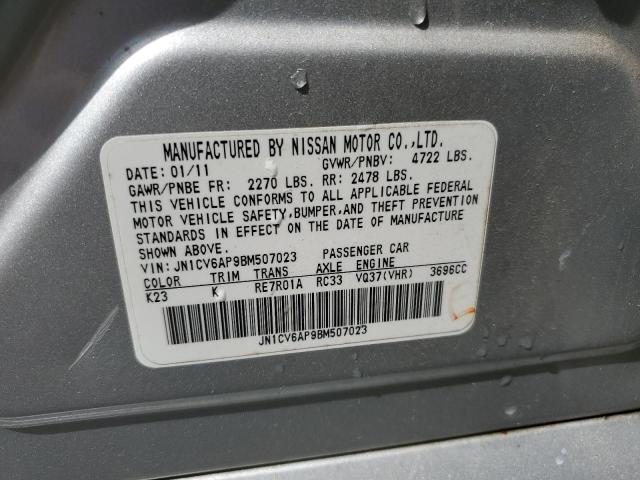 MANUFACTURED BY NISSAN MOTOR CO.,LTD.
DATE: 01/11 GVWR/PNBV: 4722 LBS.
GAWR/PNBE FR: 2270 LBS. RR: 2478 LBS.
THIS VEHICLE CONFORMS TO ALL APPLICABLE FEDERAL
MOTOR VEHICLE SAFETY,BUMPER,AND THEFT PREVENTION
STANDARDS IN EFFECT ON THE DATE OF MANUFACTURE
SHOWN ABOVE.
VIN: JN1CV6AP9BM507023 PASSENGER CAR
COLOR TRIM TRANS AXLE ENGINE
K23 K RE7R01A RC33 VQ37(VHR) 3696CC
JN1CV6AP9BM507023